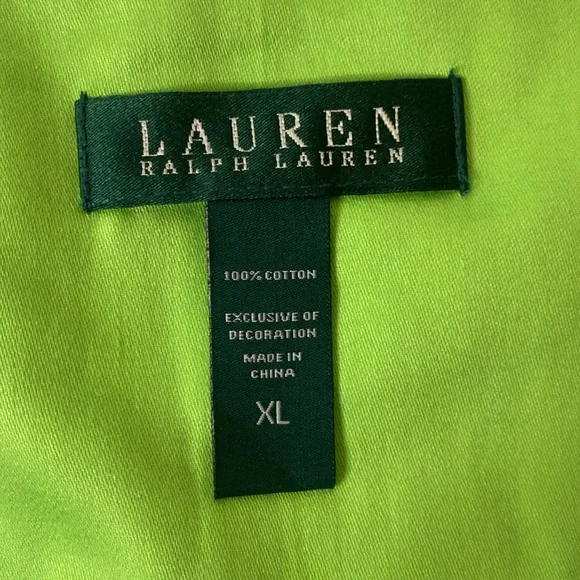 LAUREN
RALPH LAUREN
100% COTTON
EXCLUSIVE OF
DECORATION
MADE IN
CHINA
XL